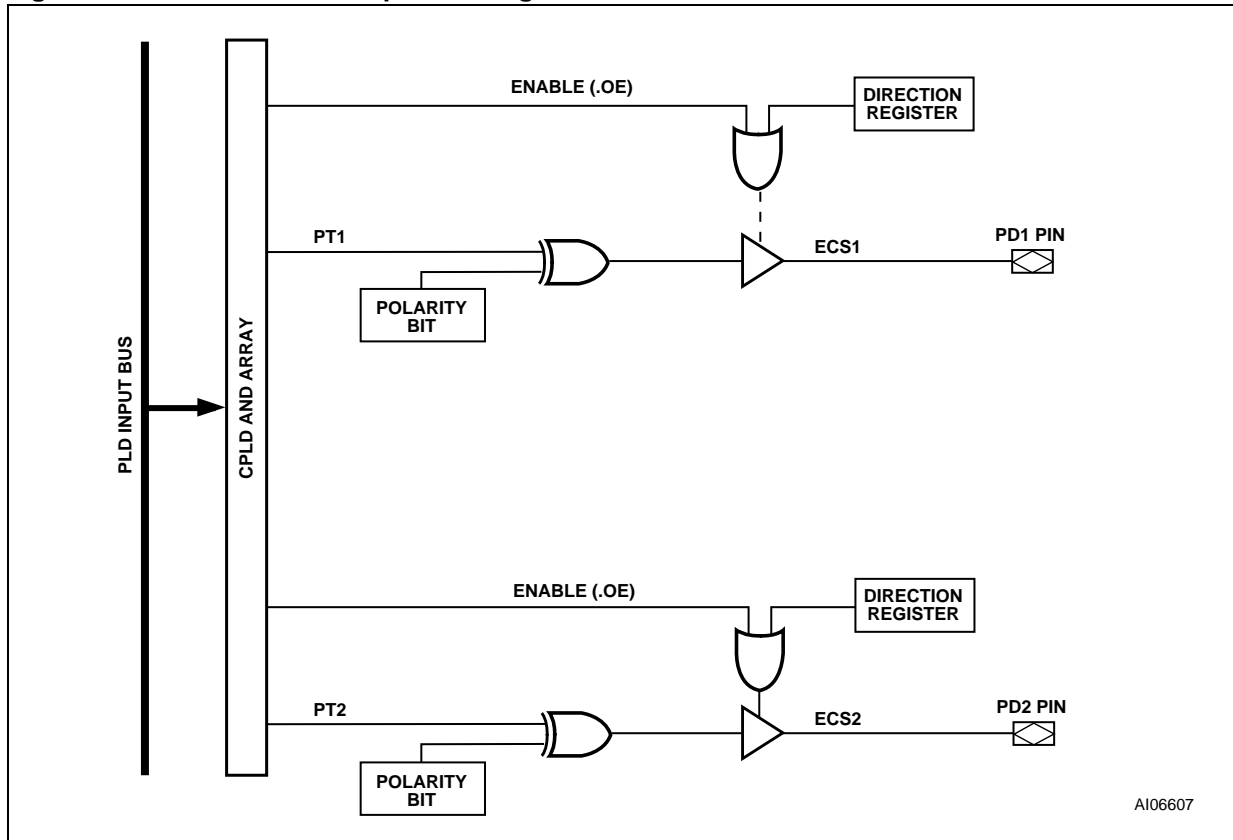 ENABLE (.OE)
DIRECTION
REGISTER
PT1
ECS1
PD1 PIN
POLARITY
BIT
PLD INPUT BUS
CPLD AND ARRAY
ENABLE (.OE)
DIRECTION
REGISTER
PT2
ECS2
PD2 PIN
POLARITY
BIT
AI06607